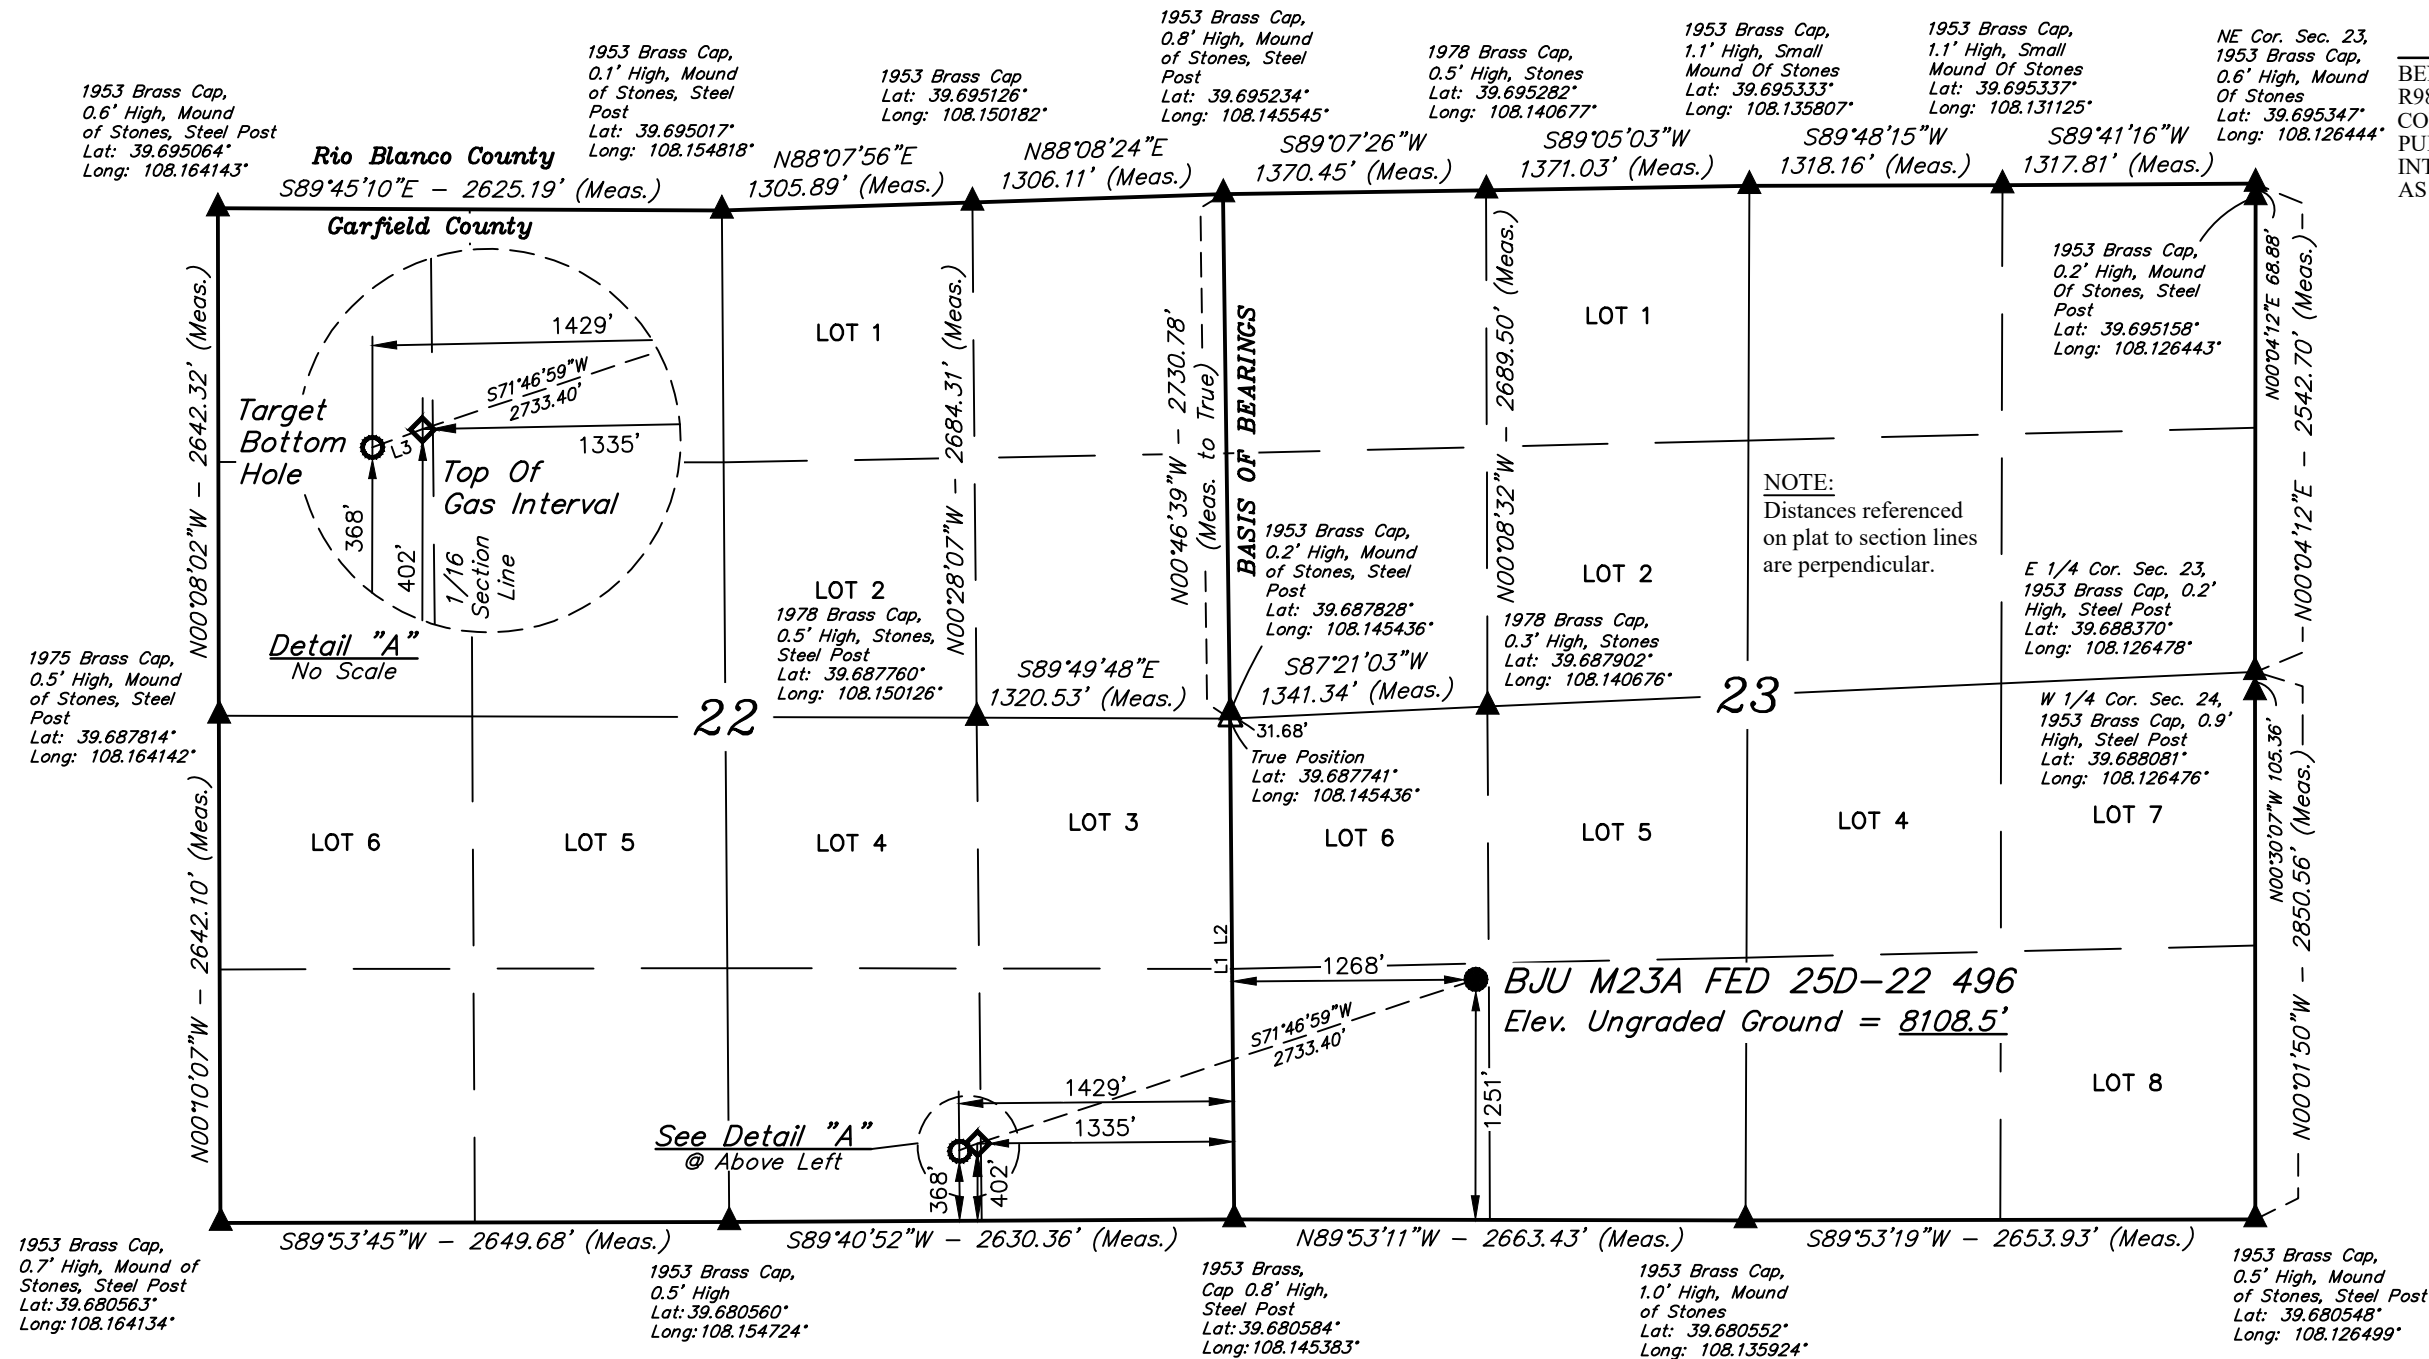 1953 Brass Cap,
0.6' High, Mound
of Stones, Steel Post
Lat: 39.695064°
Long: 108.164143°
1953 Brass Cap,
0.1' High, Mound
of Stones, Steel
Post
Lat: 39.695017°
Long: 108.154818°
1953 Brass Cap
Lat: 39.695126°
Long: 108.150182°
1953 Brass Cap,
0.8' High, Mound
of Stones, Steel
Post
Lat: 39.695234°
Long: 108.145545°
1978 Brass Cap,
0.5' High, Stones
Lat: 39.695282°
Long: 108.140677°
1953 Brass Cap,
1.1' High, Small
Mound Of Stones
Lat: 39.695333°
Long: 108.135807°
1953 Brass Cap,
1.1' High, Small
Mound Of Stones
Lat: 39.695337°
Long: 108.131125°
NE Cor. Sec. 23,
1953 Brass Cap,
0.6' High, Mound
Of Stones
Lat: 39.695347°
Long: 108.126444°
Rio Blanco County
S89°45'10"E - 2625.19' (Meas.)
Garfield County
N88°07'56"E
1305.89' (Meas.)
N88°08'24"E
1306.11' (Meas.)
S89°07'26"W
1370.45' (Meas.)
S89°05'03"W
1371.03' (Meas.)
S89°48'15"W
1318.16' (Meas.)
S89°41'16"W
1317.81' (Meas.)
N00°08'02"W - 2642.32' (Meas.)
1429'
S71°46'59"W
2733.40'
1335'
Target
Bottom
Hole
L3
Top Of
Gas Interval
368'
402'
1/16
Section
Line
Detail "A"
No Scale
LOT 1
N00°28'07"W - 2684.31' (Meas.)
LOT 2
1978 Brass Cap,
0.5' High, Stones,
Steel Post
Lat: 39.687760°
Long: 108.150126°
N00°46'39"W - 2730.78'
(Meas. to True)
BASIS OF BEARINGS
N00°08'32"W - 2689.50' (Meas.)
LOT 1
1953 Brass Cap,
0.2' High, Mound
Of Stones, Steel
Post
Lat: 39.695158°
Long: 108.126443°
N00°04'12"E 68.88'
N00°04'12"E - 2542.70' (Meas.)
NOTE:
Distances referenced
on plat to section lines
are perpendicular.
1953 Brass Cap,
0.2' High, Mound
of Stones, Steel
Post
Lat: 39.687828°
Long: 108.145436°
LOT 2
1978 Brass Cap,
0.3' High, Stones
Lat: 39.687902°
Long: 108.140676°
E 1/4 Cor. Sec. 23,
1953 Brass Cap, 0.2'
High, Steel Post
Lat: 39.688370°
Long: 108.126478°
1975 Brass Cap,
0.5' High, Mound
of Stones, Steel
Post
Lat: 39.687814°
Long: 108.164142°
S89°49'48"E
1320.53' (Meas.)
S87°21'03"W
1341.34' (Meas.)
22
23
31.68'
True Position
Lat: 39.687741°
Long: 108.145436°
W 1/4 Cor. Sec. 24,
1953 Brass Cap, 0.9'
High, Steel Post
Lat: 39.688081°
Long: 108.126476°
N00°30'07"W 105.36'
N00°01'50"W - 2850.56' (Meas.)
N00°10'07"W - 2642.10' (Meas.)
LOT 6
LOT 5
LOT 4
LOT 3
LOT 6
LOT 5
LOT 4
LOT 7
L1 L2
1268'
BJU M23A FED 25D-22 496
Elev. Ungraded Ground = 8108.5'
S71°46'59"W
2733.40'
1429'
1335'
1251'
LOT 8
See Detail "A"
@ Above Left
368'
402'
S89°53'45"W - 2649.68' (Meas.)
S89°40'52"W - 2630.36' (Meas.)
N89°53'11"W - 2663.43' (Meas.)
S89°53'19"W - 2653.93' (Meas.)
1953 Brass Cap,
0.7' High, Mound of
Stones, Steel Post
Lat: 39.680563°
Long: 108.164134°
1953 Brass Cap,
0.5' High
Lat: 39.680560°
Long: 108.154724°
1953 Brass,
Cap 0.8' High,
Steel Post
Lat: 39.680584°
Long: 108.145383°
1953 Brass Cap,
1.0' High, Mound
of Stones
Lat: 39.680552°
Long: 108.135924°
1953 Brass Cap,
0.5' High, Mound
of Stones, Steel Post
Lat: 39.680548°
Long: 108.126499°